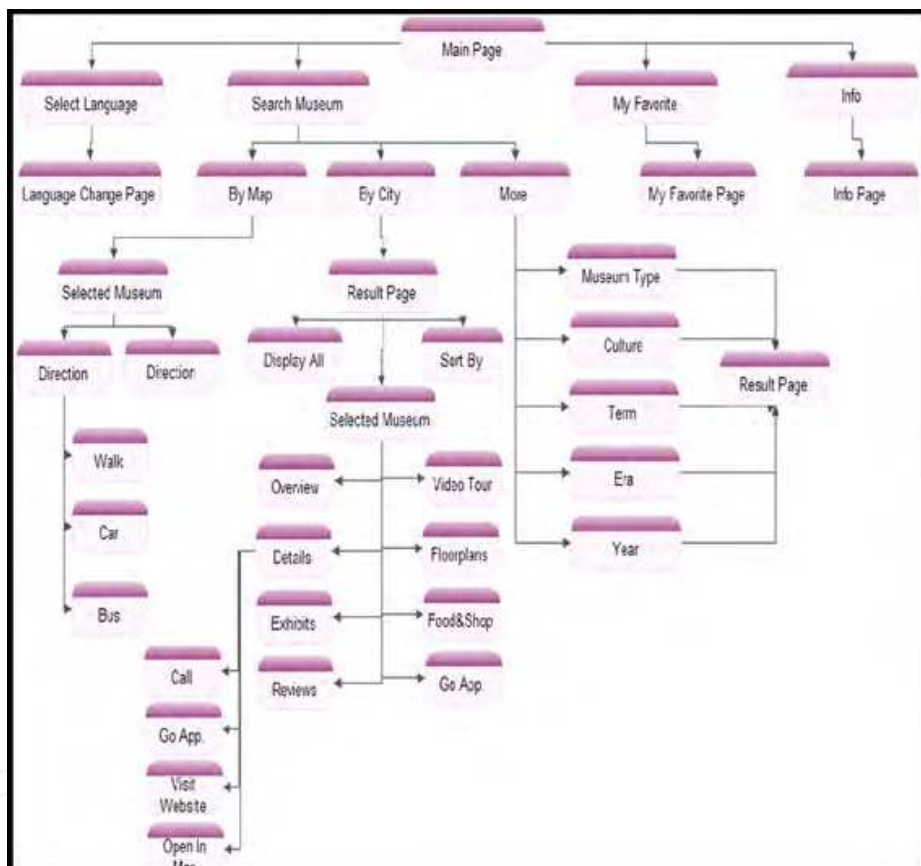 Main Page
Select Language
Search Museum
My Favorite
Info
Language Change Page
By Map
By City
More
My Favorite Page
Info Page
Selected Museum
Result Page
Museum Type
Direction
Direction
Display All
Sort By
Culture
Result Page
Selected Museum
Term
Walk
Overview
Video Tour
Era
Car
Details
Floorplans
Year
Bus
Exhibits
Food&Shop
Call
Reviews
Go App
Go App.
Visit
Website
Open In